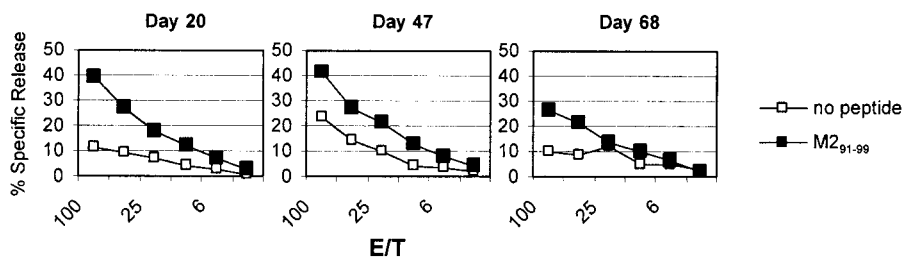 Day 20 Day 47 Day 68
% Specific Release
50 50 50
40 40 40
30 30 30
20 20 20
10 10 10
0 0 0
100 25 6 100 25 6 100 25 6
E/T
no peptide
M2₉₁₋₉₉